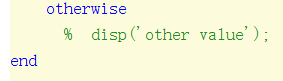 otherwise
% disp('other value');
end